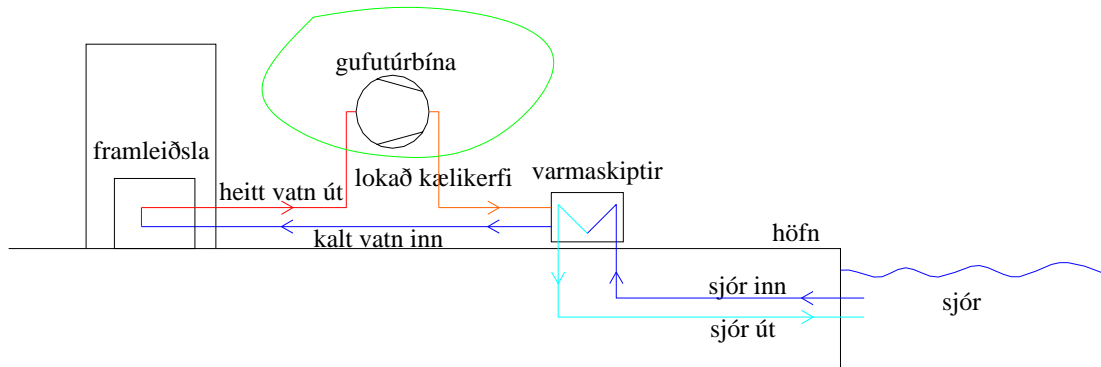 gufutúrbína
framleiðsla
lokað kælikerfi
varmaskiptir
heitt vatn út
kalt vatn inn
höfn
sjór inn
sjór
sjór út